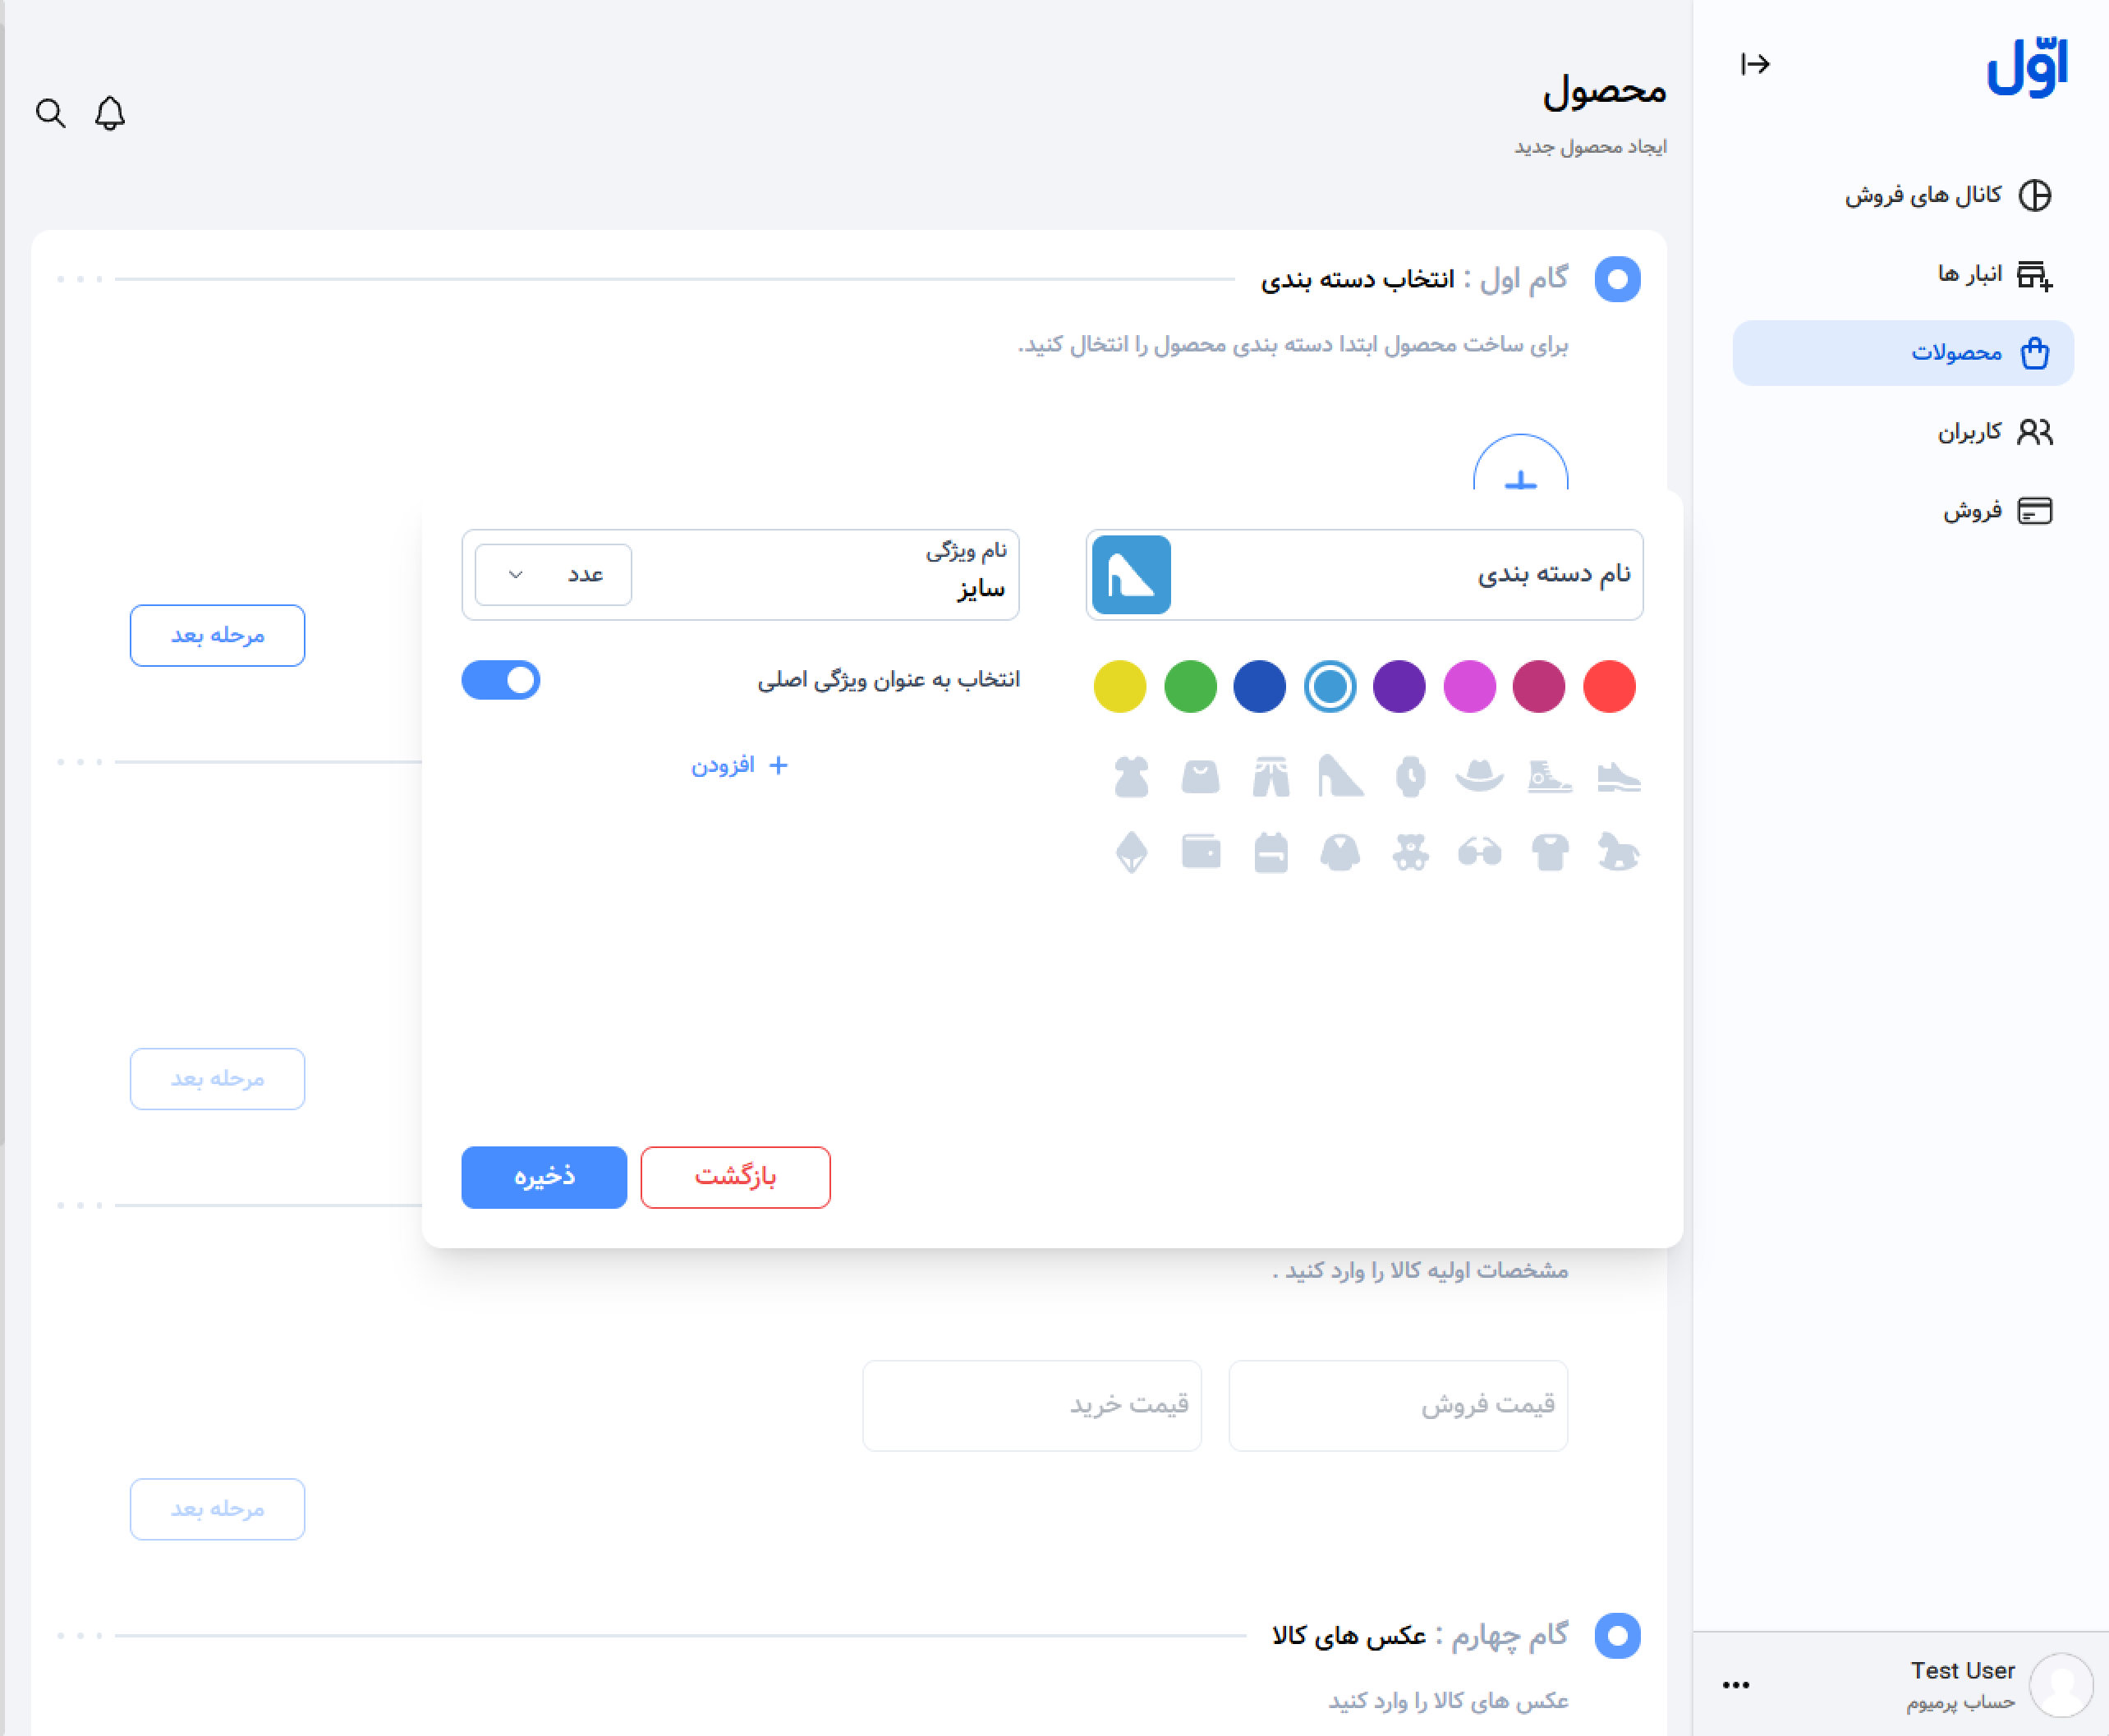 اوّل
کانال های فروش
انبار ها
محصولات
کاربران
فروش
Test User
حساب پرمیوم
محصول
ایجاد محصول جدید
گام اول : انتخاب دسته بندی
برای ساخت محصول ابتدا دسته بندی محصول را انتخال کنید.
نام دسته بندی
نام ویژگی
سایز
عدد
انتخاب به عنوان ویژگی اصلی
+ افزودن
بازگشت
ذخیره
مرحله بعد
مرحله بعد
مشخصات اولیه کالا را وارد کنید .
قیمت فروش
قیمت خرید
مرحله بعد
گام چهارم : عکس های کالا
عکس های کالا را وارد کنید